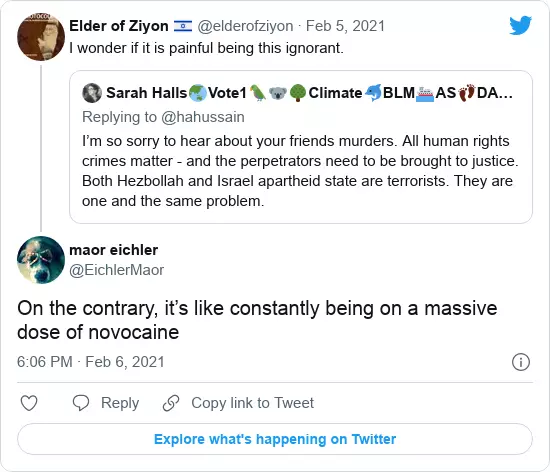 Elder of Ziyon 🇮🇱 @elderofziyon · Feb 5, 2021
I wonder if it is painful being this ignorant.
Sarah Halls🌏Vote1🦜🐨🌳Climate🐬BLM🚢AS👣DA…
Replying to @hahussain
I’m so sorry to hear about your friends murders. All human rights
crimes matter - and the perpetrators need to be brought to justice.
Both Hezbollah and Israel apartheid state are terrorists. They are
one and the same problem.
maor eichler
@EichlerMaor
On the contrary, it’s like constantly being on a massive
dose of novocaine
6:06 PM · Feb 6, 2021
Reply
Copy link to Tweet
Explore what's happening on Twitter